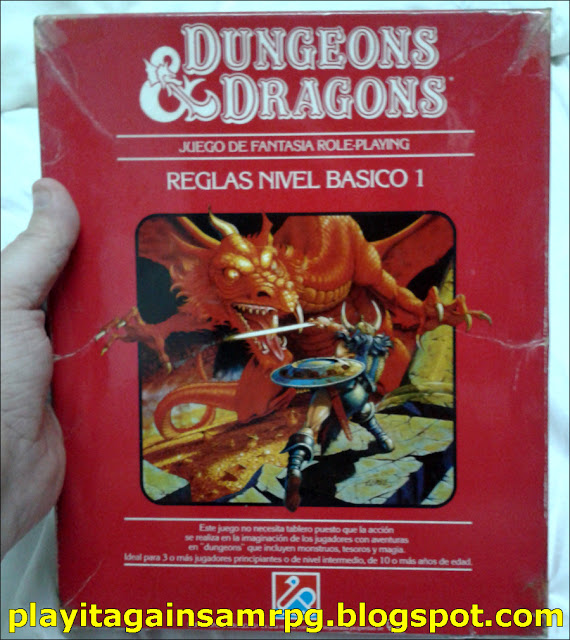 DUNGEONS
& DRAGONS
JUEGO DE FANTASIA ROLE-PLAYING
REGLAS NIVEL BASICO 1
Este juego no necesita tablero puesto que la acción
se realiza en la imaginación de los jugadores con aventuras
en "dungeons" que incluyen monstruos, tesoros y magia.
Ideal para 3 o más jugadores principiantes o de nivel intermedio, de 10 o más años de edad.
playitagainsamrpg.blogspot.com